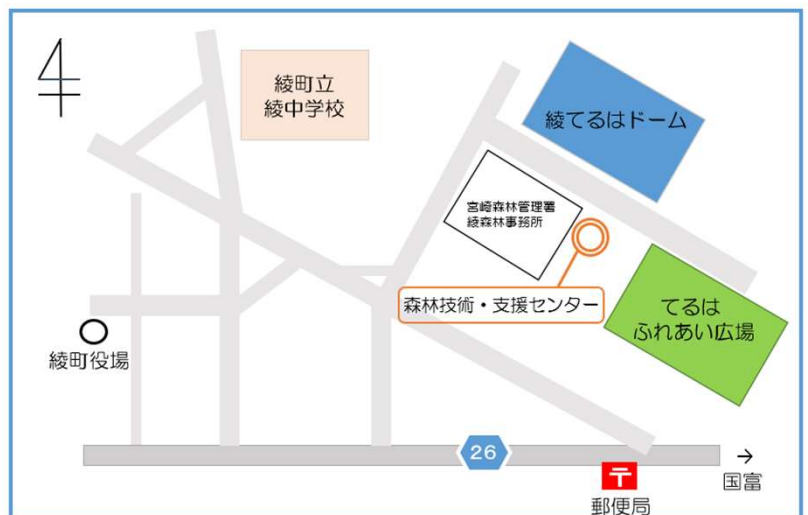 綾町立
綾中学校
綾てるはドーム
宮崎森林管理署
綾森林事務所
森林技術・支援センター
てるは
ふれあい広場
綾町役場
26
〒
郵便局
→
国富